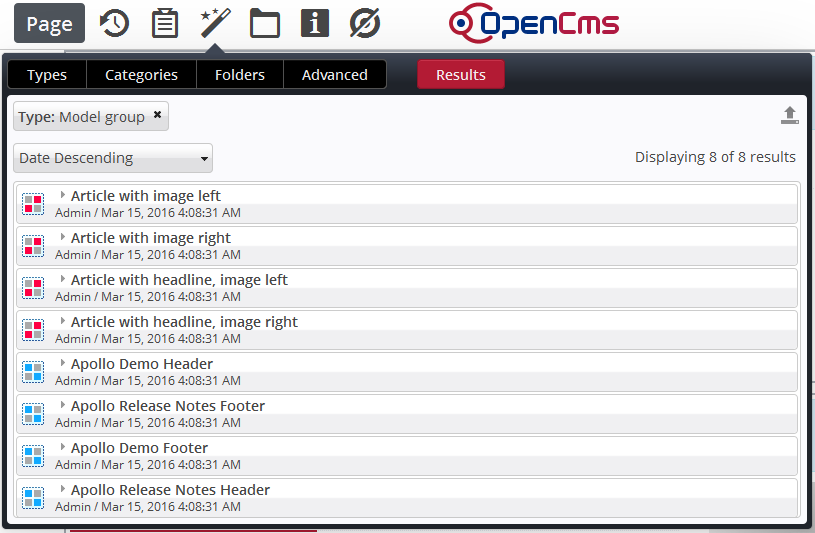 Page
OpenCms
Types Categories Folders Advanced Results
Type: Model group
Date Descending
Displaying 8 of 8 results
Article with image left
Admin / Mar 15, 2016 4:08:31 AM
Article with image right
Admin / Mar 15, 2016 4:08:31 AM
Article with headline, image left
Admin / Mar 15, 2016 4:08:31 AM
Article with headline, image right
Admin / Mar 15, 2016 4:08:31 AM
Apollo Demo Header
Admin / Mar 15, 2016 4:08:31 AM
Apollo Release Notes Footer
Admin / Mar 15, 2016 4:08:31 AM
Apollo Demo Footer
Admin / Mar 15, 2016 4:08:31 AM
Apollo Release Notes Header
Admin / Mar 15, 2016 4:08:31 AM